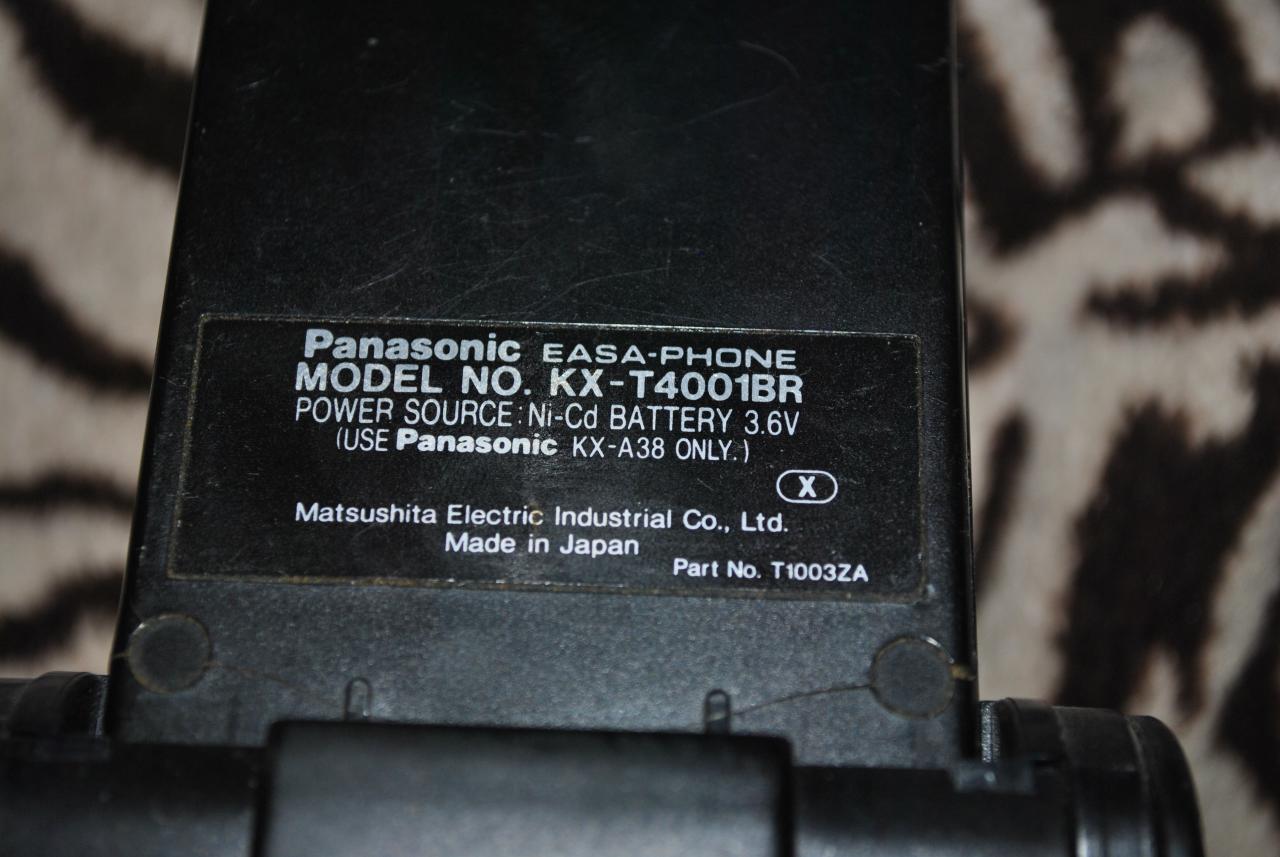 Panasonic EASA-PHONE
MODEL NO. KX-T4001BR
POWER SOURCE: Ni-Cd BATTERY 3.6V
(USE Panasonic KX-A38 ONLY.)
X
Matsushita Electric Industrial Co., Ltd.
Made in Japan
Part No. T1003ZA